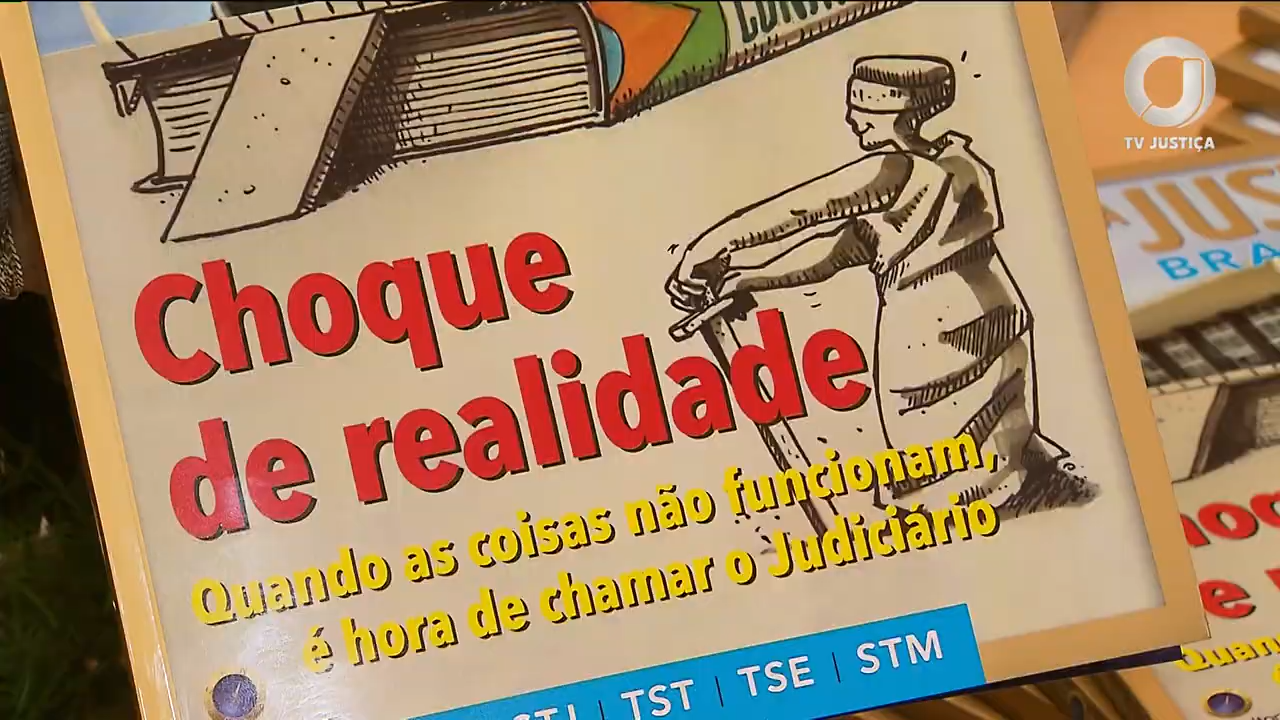 TV JUSTIÇA
Choque
de realidade
Quando as coisas não funcionam,
é hora de chamar o Judiciário
TST | TSE | STM